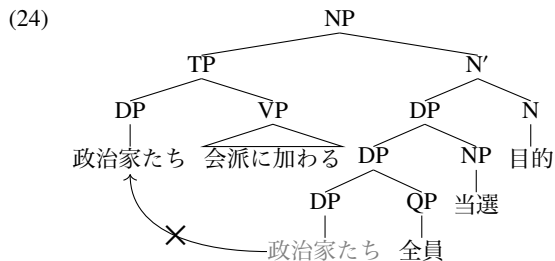 (24)
NP
TP N′
DP VP DP N
政治家たち 会派に加わる DP NP 目的
DP QP 当選
政治家たち 全員